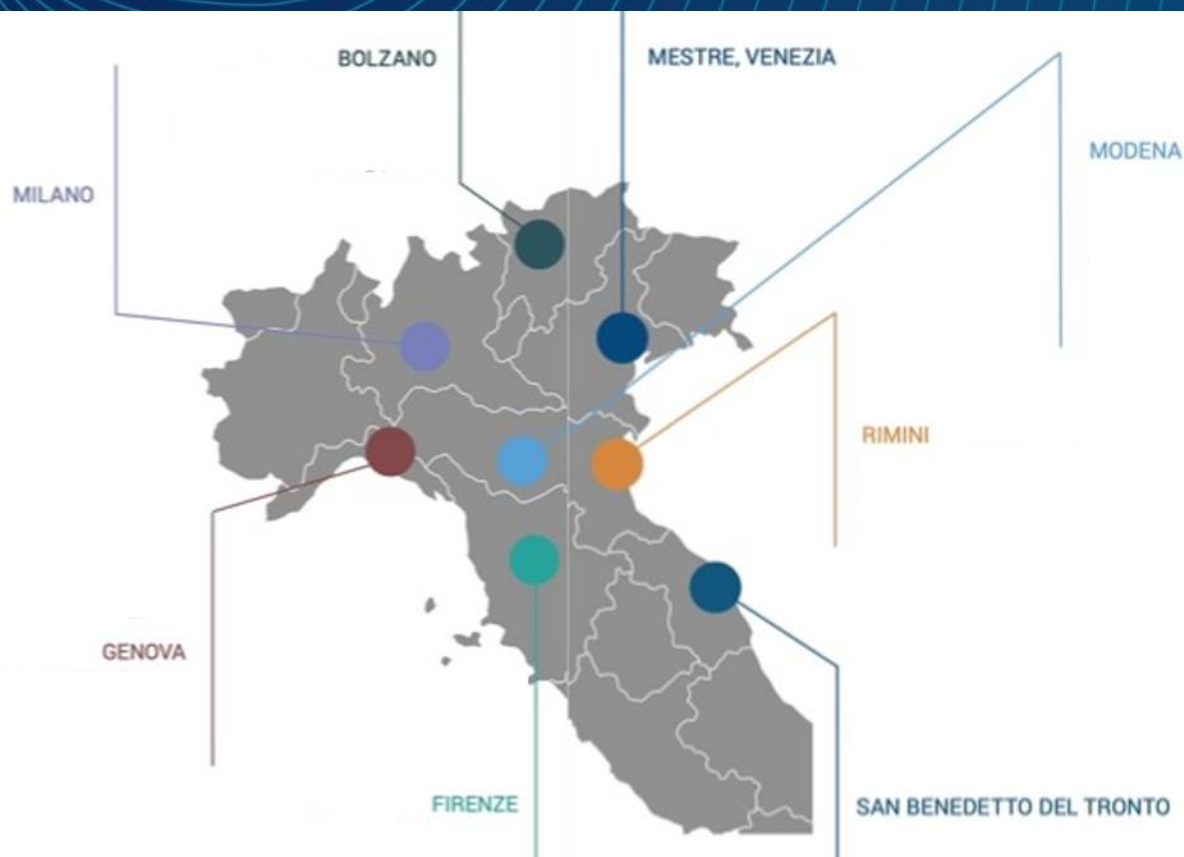 BOLZANO
MESTRE, VENEZIA
MODENA
MILANO
RIMINI
GENOVA
FIRENZE
SAN BENEDETTO DEL TRONTO